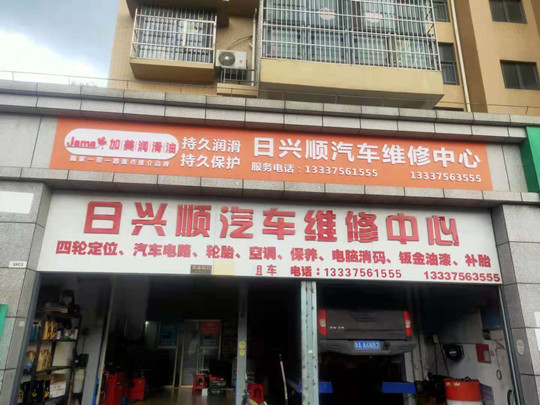 Jama 加美润滑油
持久润滑
持久保护
日兴顺汽车维修中心
服务电话：13337561555 13337563555
日兴顺汽车维修中心
四轮定位、汽车电路、轮胎、空调、保养、电脑消码、钣金油漆、补胎
电话：13337561555 13337563555